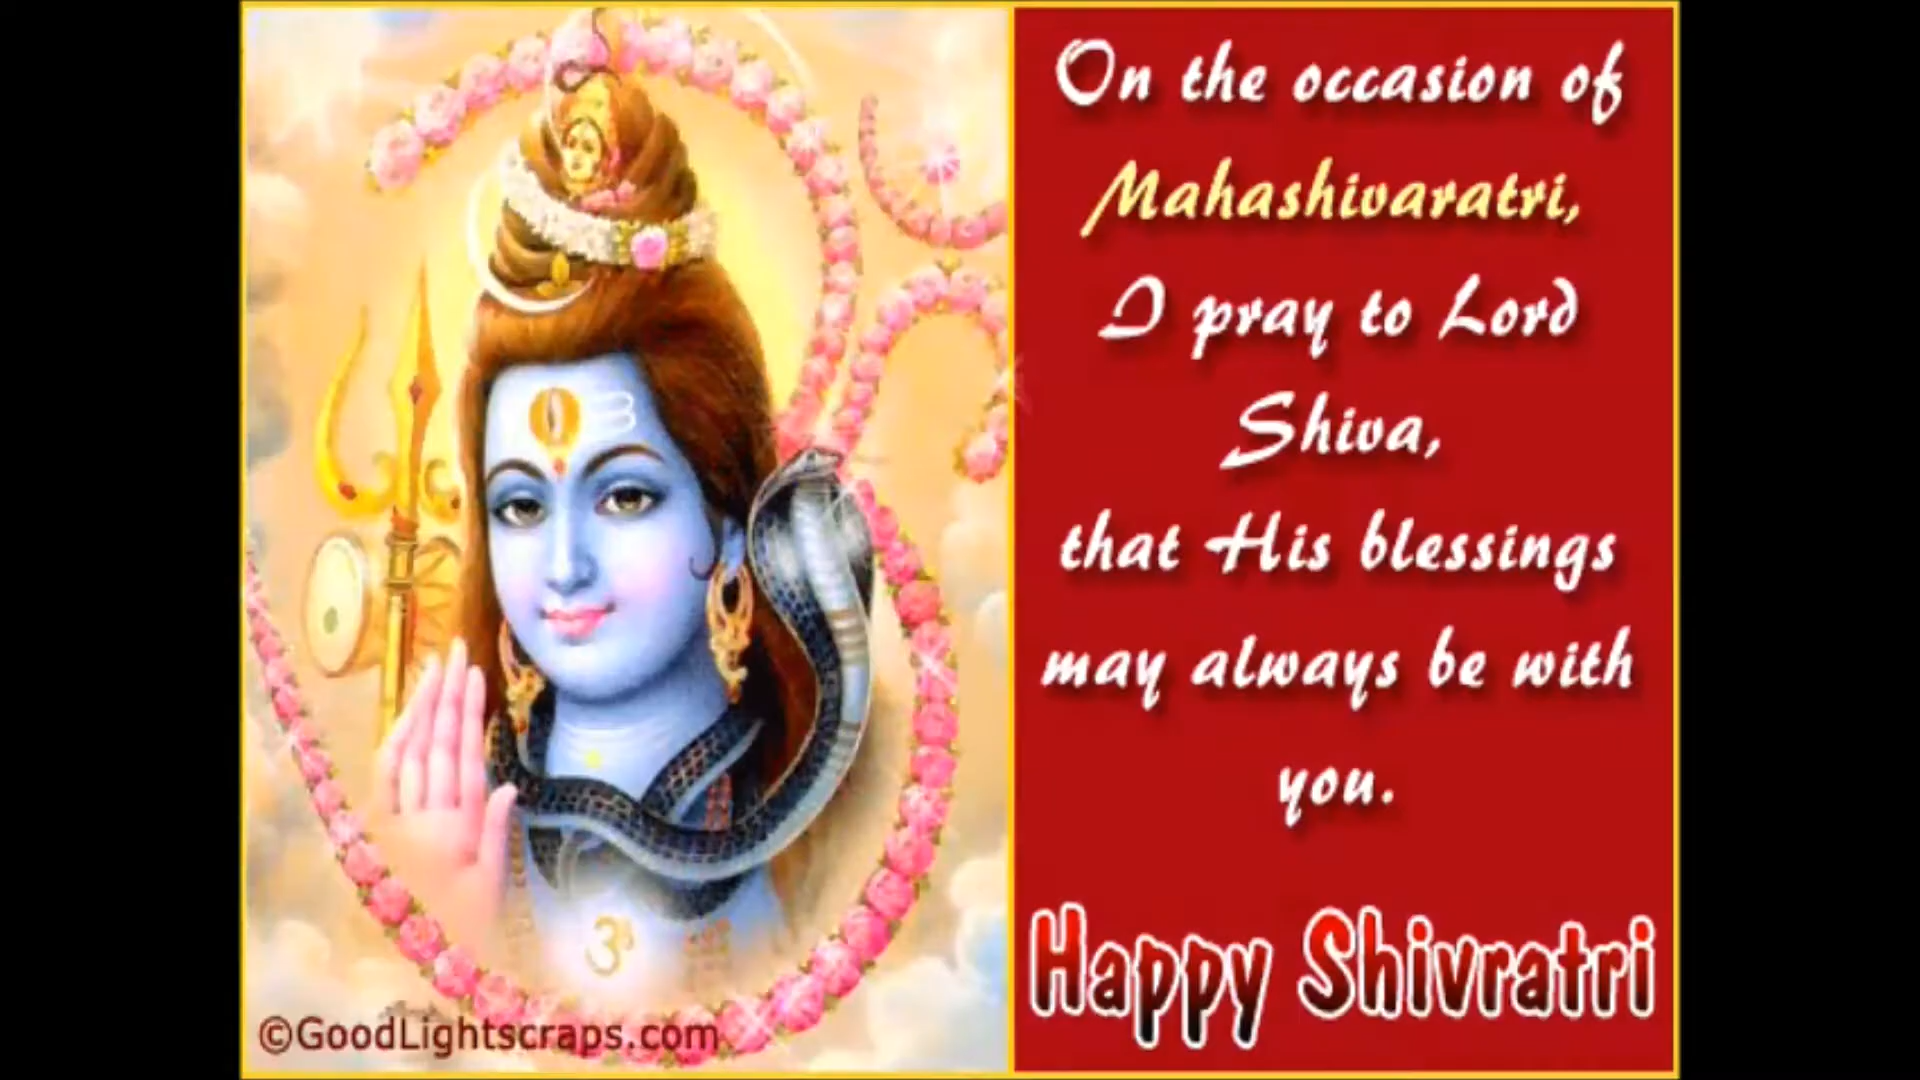 On the occasion of
Mahashivaratri,
I pray to Lord
Shiva,
that His blessings
may always be with
you.
Happy Shivratri
ॐ
©GoodLightscraps.com